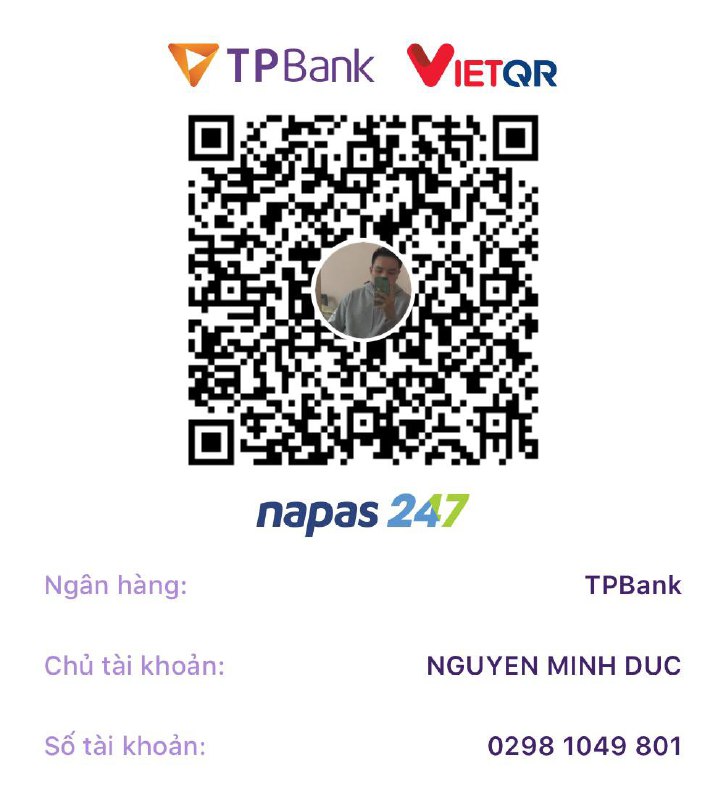 TPBank VIETQR
napas 247
Ngân hàng: TPBank
Chủ tài khoản: NGUYEN MINH DUC
Số tài khoản: 0298 1049 801